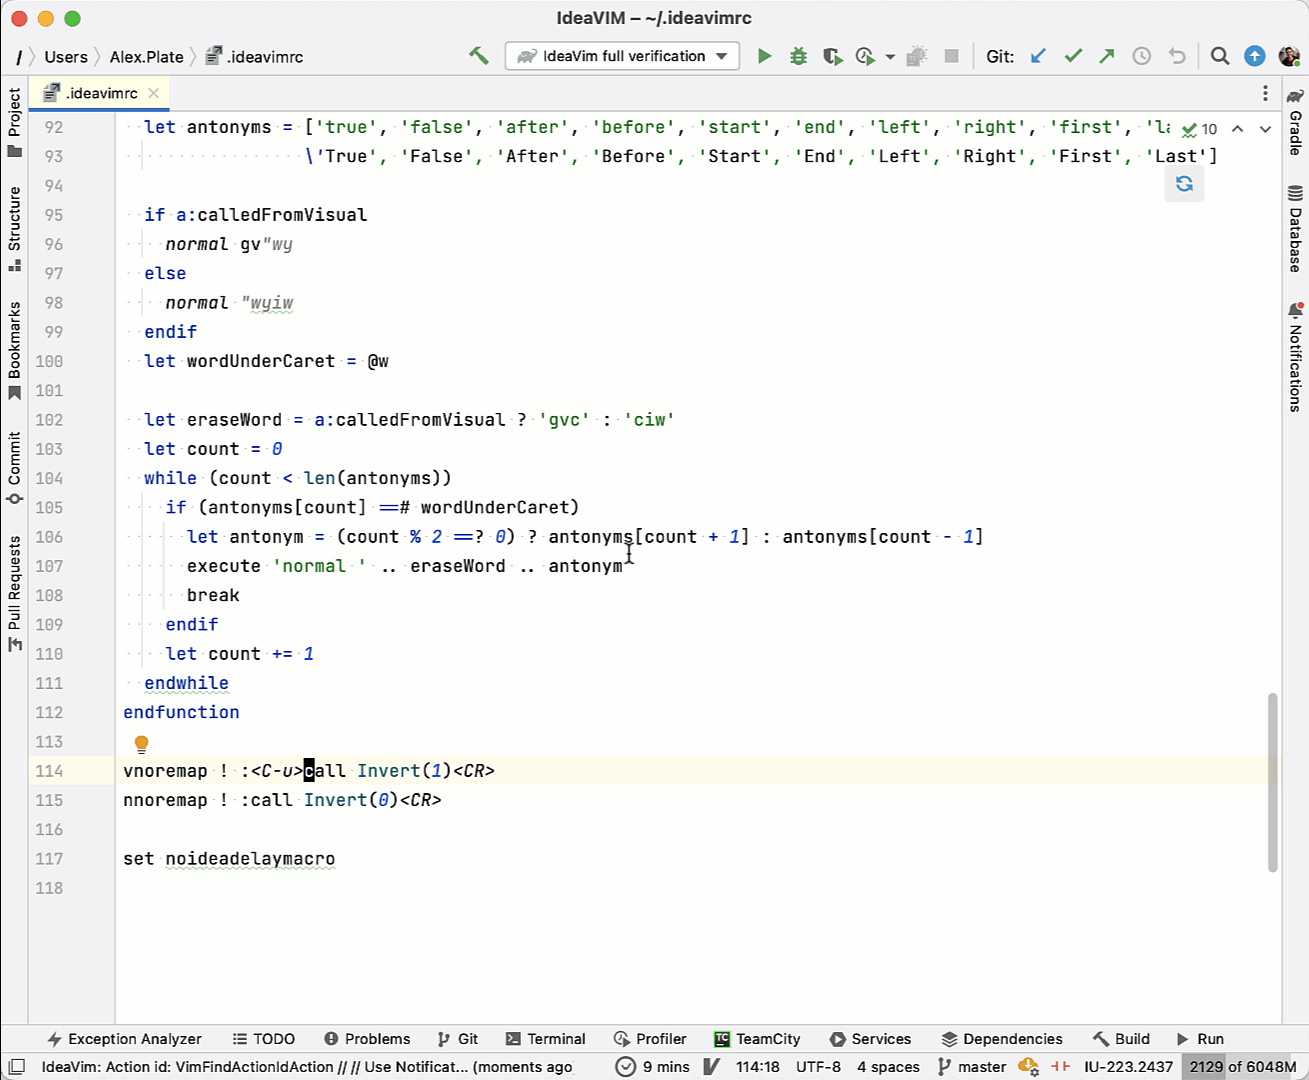 IdeaVIM – ~/.ideavimrc
/ Users Alex.Plate .ideavimrc
IdeaVim full verification
Git:
.ideavimrc
Project
Structure
Bookmarks
Commit
Pull Requests
92 let antonyms = ['true', 'false', 'after', 'before', 'start', 'end', 'left', 'right', 'first', 'la
10
93 \'True', 'False', 'After', 'Before', 'Start', 'End', 'Left', 'Right', 'First', 'Last']
94
95 if a:calledFromVisual
96 normal gv"wy
97 else
98 normal "wyiw
99 endif
100 let wordUnderCaret = @w
101
102 let eraseWord = a:calledFromVisual ? 'gvc' : 'ciw'
103 let count = 0
104 while (count < len(antonyms))
105 if (antonyms[count] ==# wordUnderCaret)
106 let antonym = (count % 2 ==? 0) ? antonyms[count + 1] : antonyms[count - 1]
107 execute 'normal ' .. eraseWord .. antonym
108 break
109 endif
110 let count += 1
111 endwhile
112 endfunction
113
114 vnoremap ! :<C-u>call Invert(1)<CR>
115 nnoremap ! :call Invert(0)<CR>
116
117 set noideadelaymacro
118
Gradle
Database
Notifications
Exception Analyzer TODO Problems Git Terminal Profiler TeamCity Services Dependencies Build Run
IdeaVim: Action id: VimFindActionIdAction // // Use Notificat... (moments ago) 9 mins 114:18 UTF-8 4 spaces master IU-223.2437 2129 of 6048M